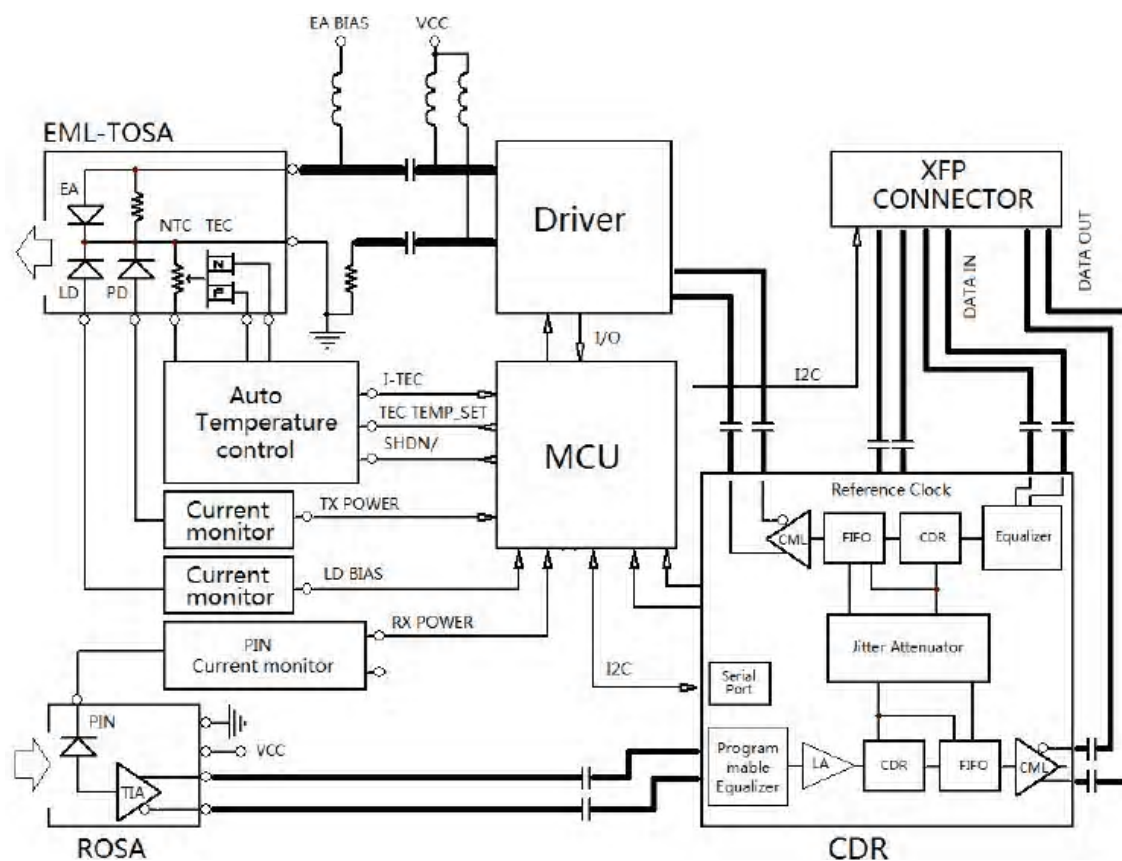 EA BIAS
VCC
EML-TOSA
EA
NTC
TEC
N
P
LD
PD
Driver
XFP
CONNECTOR
DATA IN
DATA OUT
I/O
I2C
Auto
Temperature
control
I-TEC
TEC TEMP_SET
SHDN/
MCU
Current
monitor
TX POWER
Current
monitor
LD BIAS
PIN
Current monitor
RX POWER
I2C
Reference Clock
CML
FIFO
CDR
Equalizer
Jitter Attenuator
Serial
Port
Program
mable
Equalizer
LA
CDR
FIFO
CML
PIN
VCC
TIA
ROSA
CDR